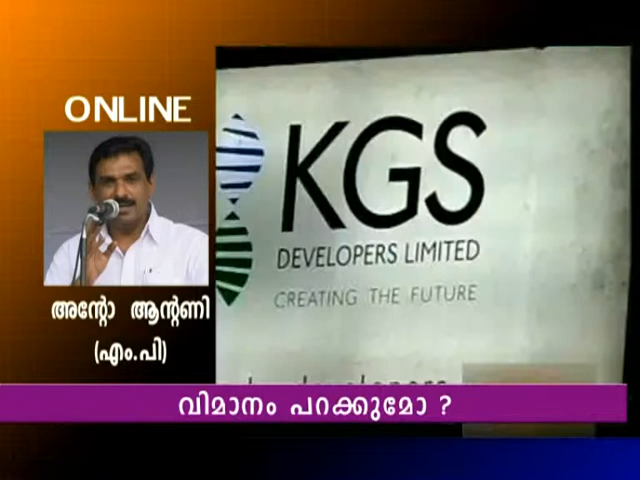 ONLINE
അന്റോ ആന്റണി
(എം.പി)
KGS
DEVELOPERS LIMITED
CREATING THE FUTURE
വിമാനം പറക്കുമോ ?